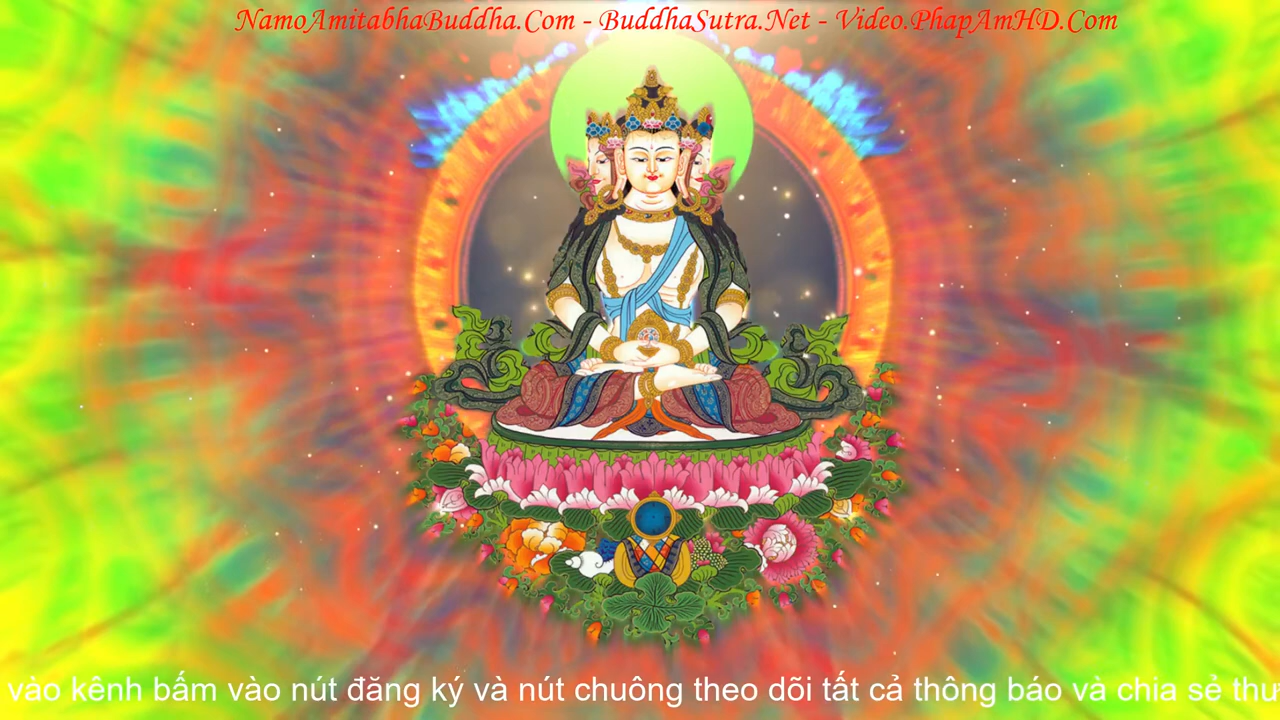 NamoAmitabhaBuddha.Com - BuddhaSutra.Net - Video.PhapAmHD.Com
vào kênh bấm vào nút đăng ký và nút chuông theo dõi tất cả thông báo và chia sẻ thư